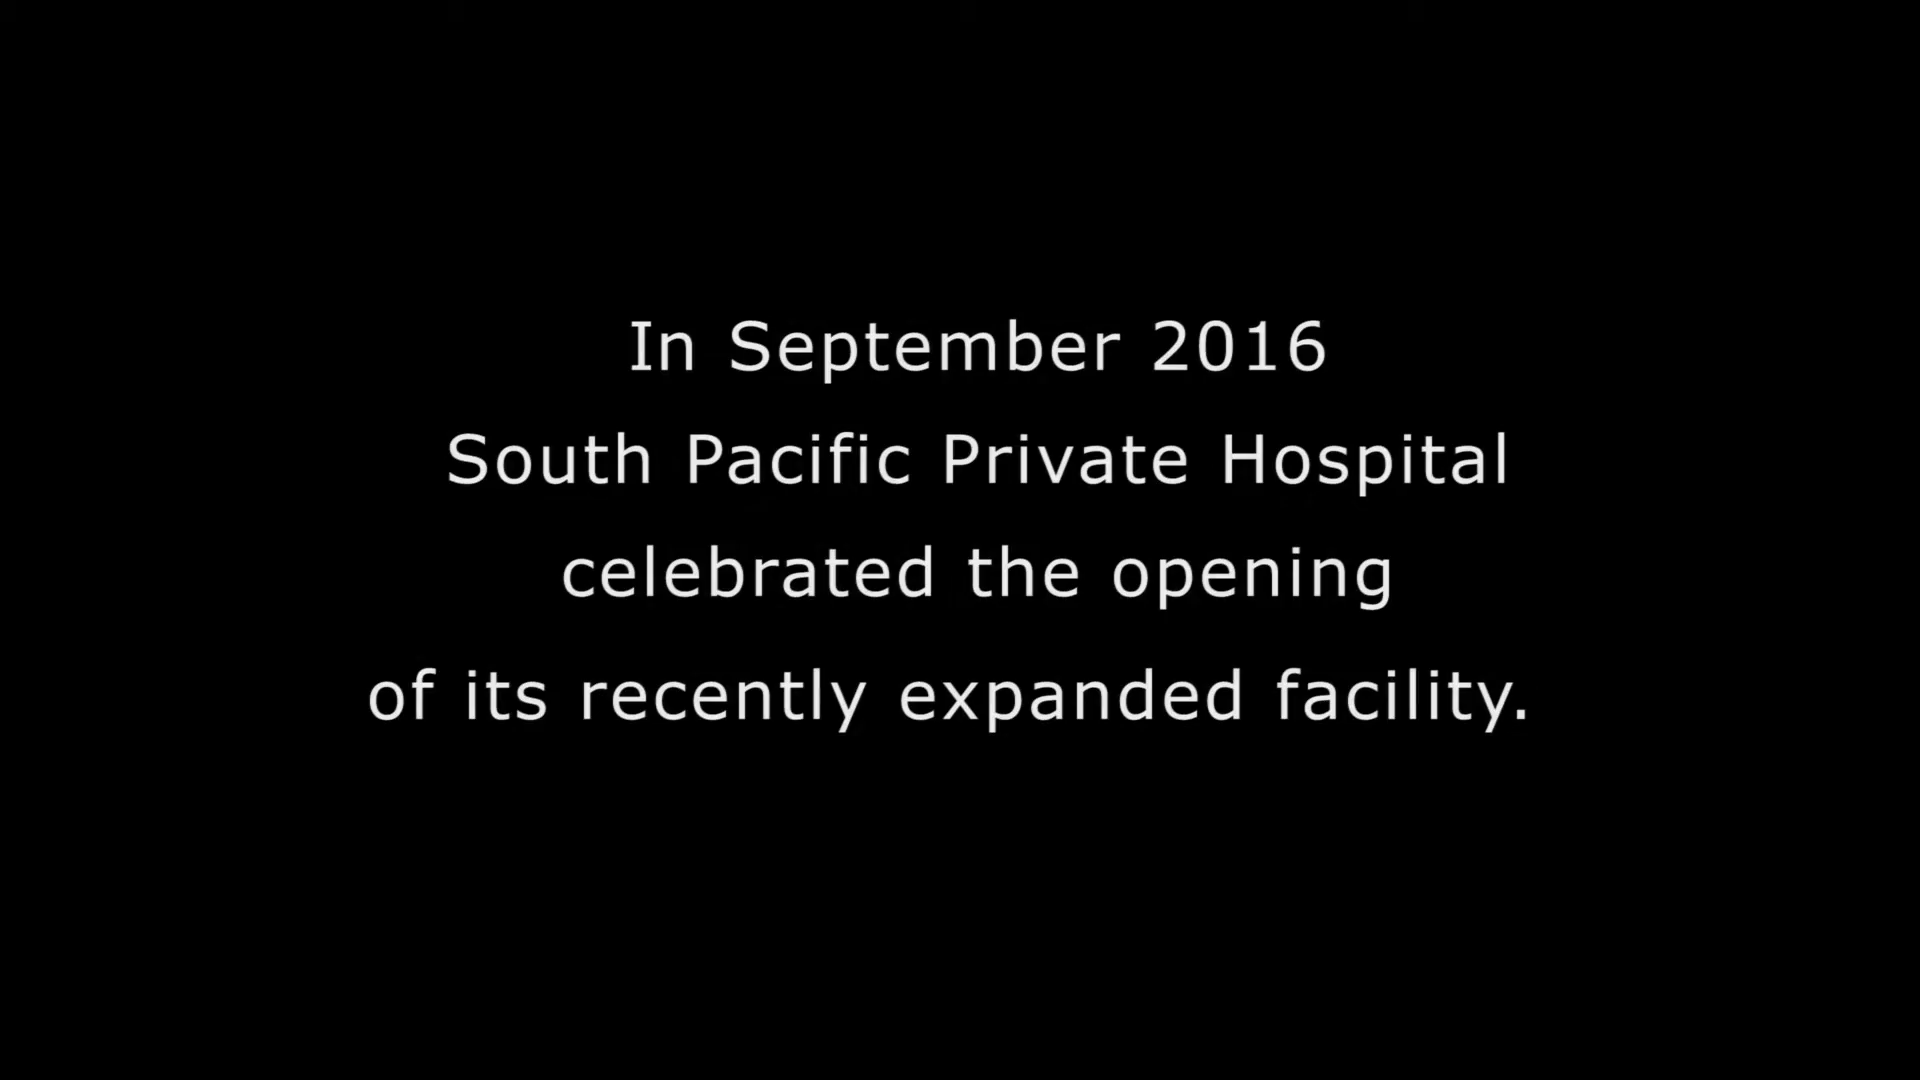 In September 2016
South Pacific Private Hospital
celebrated the opening
of its recently expanded facility.